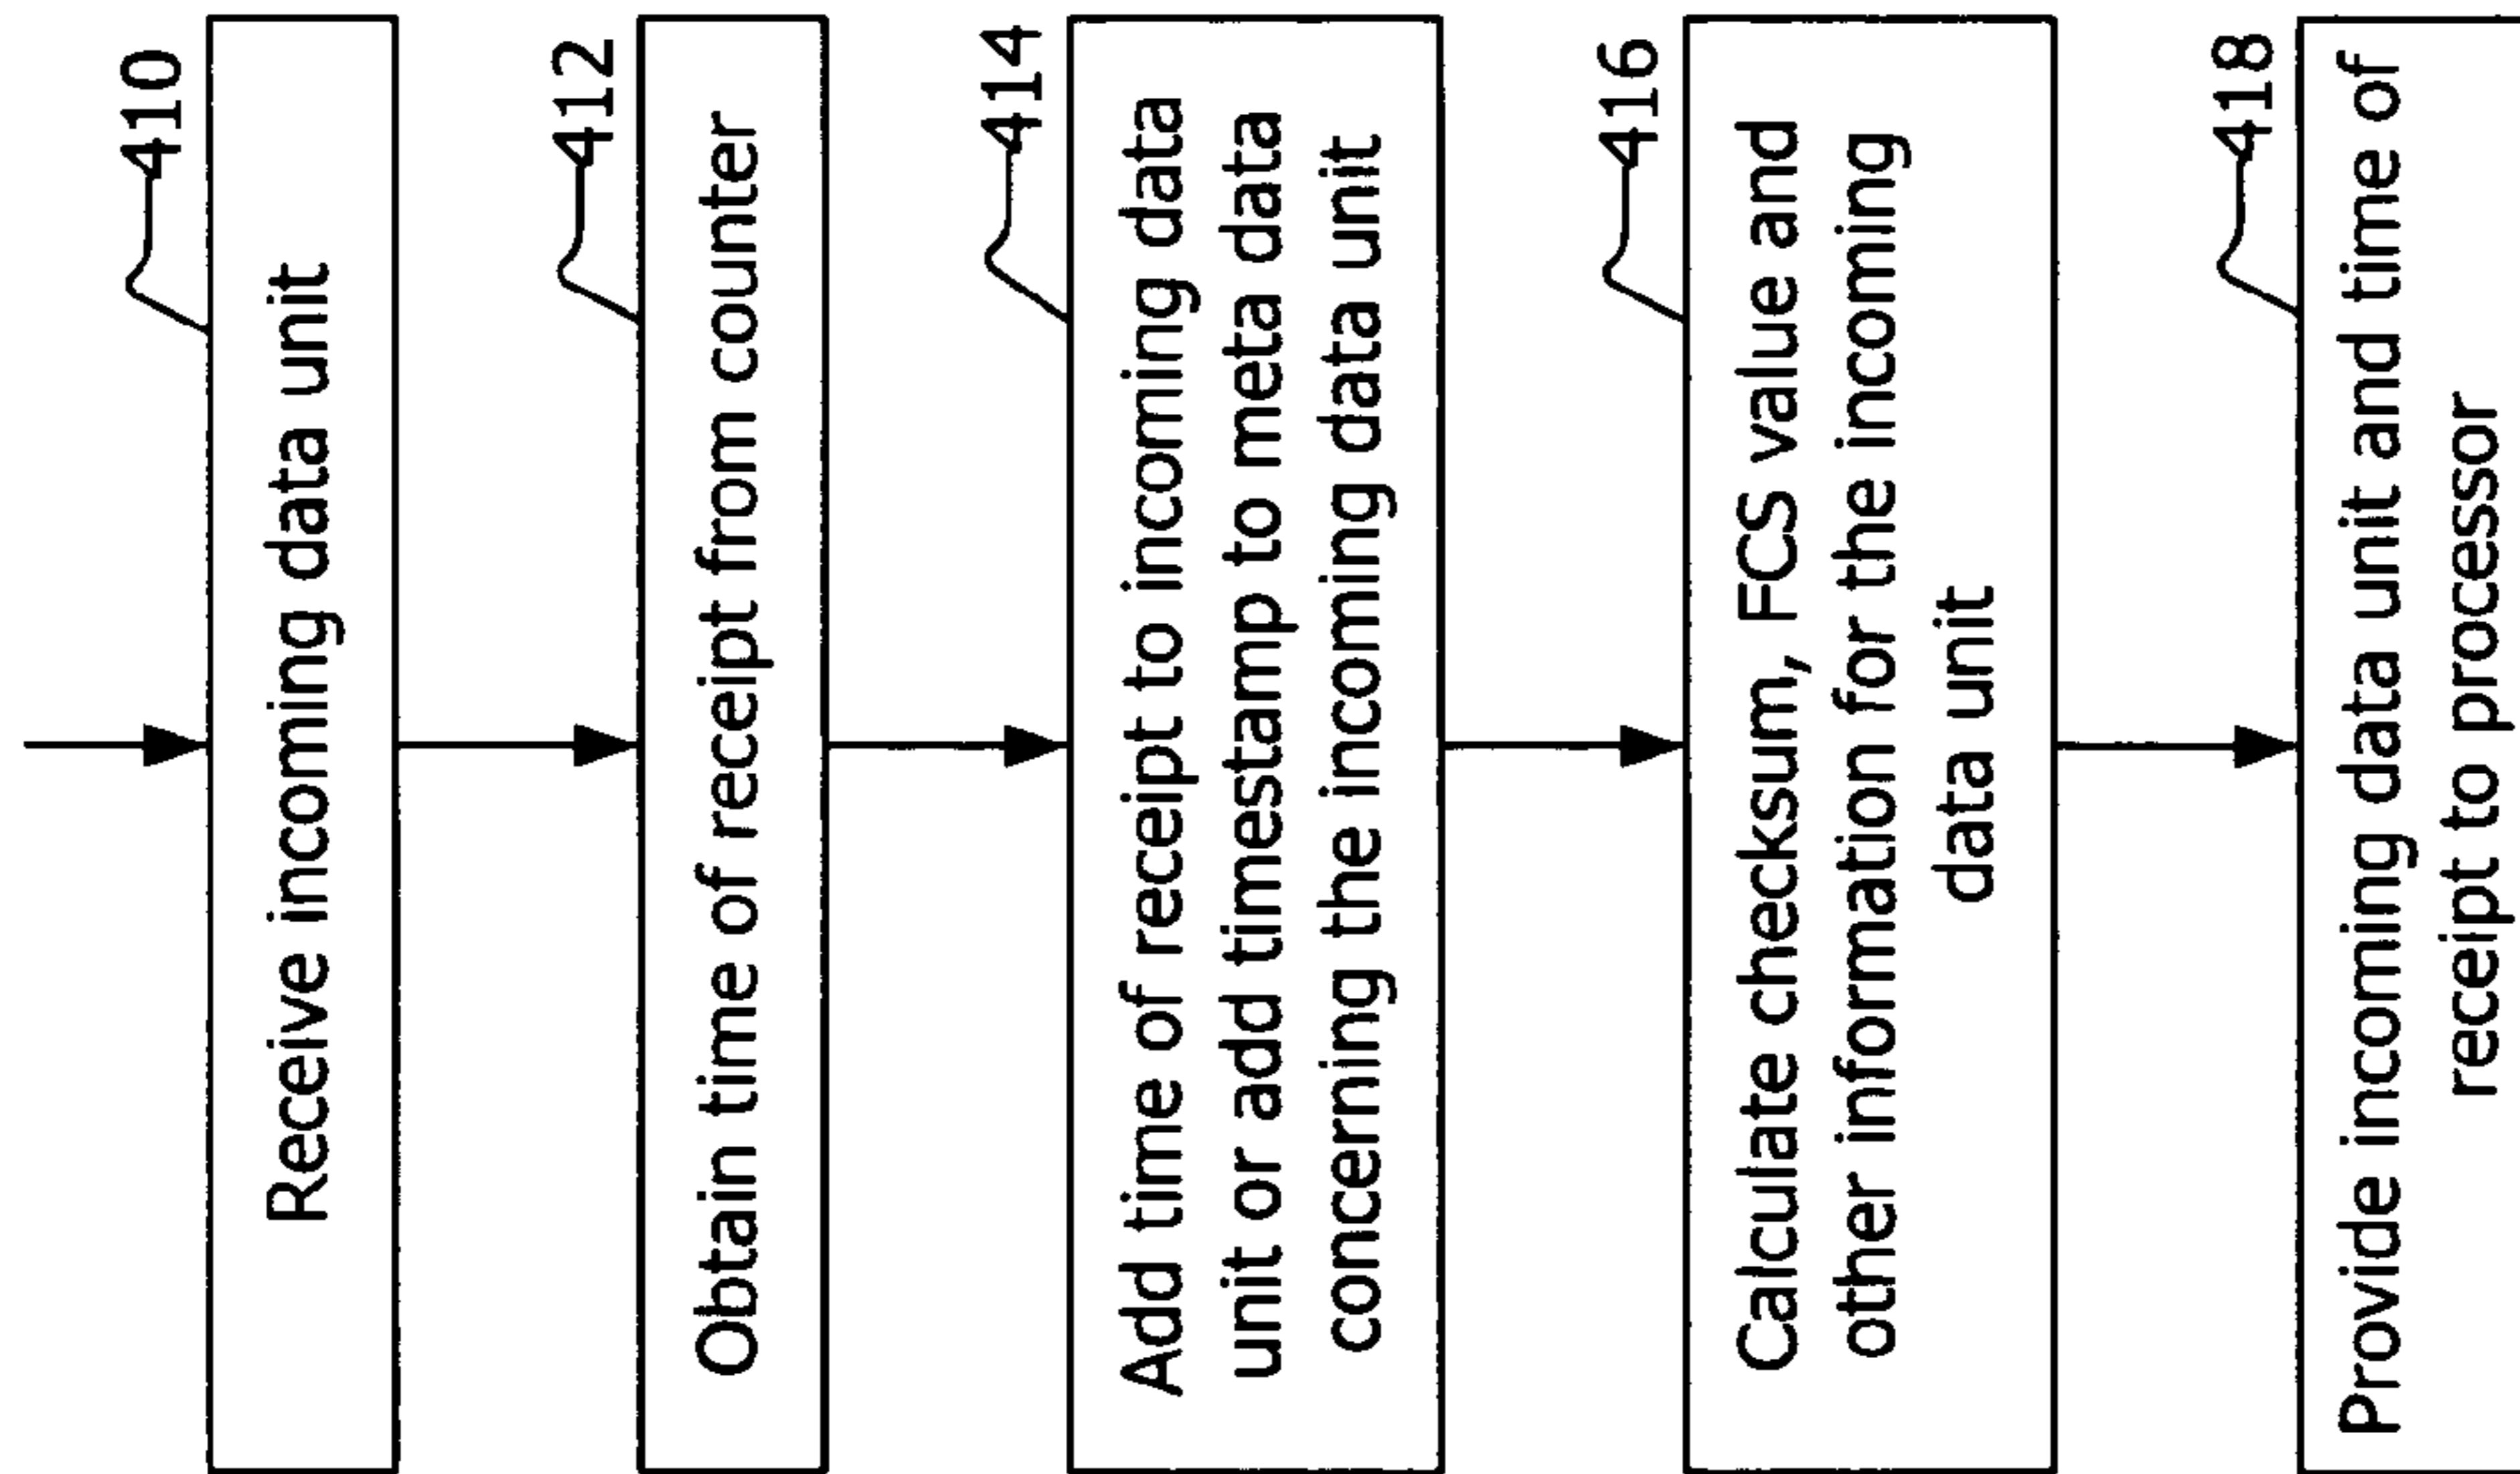 410
Receive incoming data unit
412
Obtain time of receipt from counter
414
Add time of receipt to incoming data
unit or add timestamp to meta data
concerning the incoming data unit
416
Calculate checksum, FCS value and
other information for the incoming
data unit
418
Provide incoming data unit and time of
receipt to processor